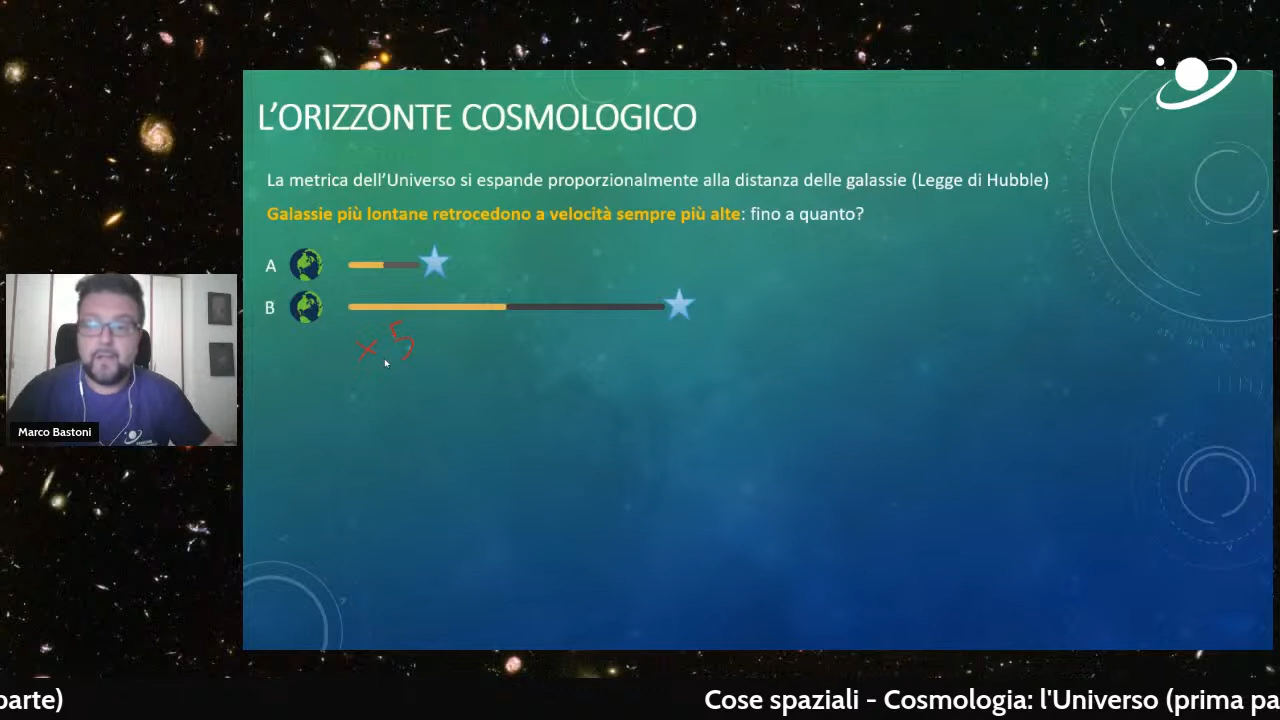 L'ORIZZONTE COSMOLOGICO
La metrica dell'Universo si espande proporzionalmente alla distanza delle galassie (Legge di Hubble)
Galassie più lontane retrocedono a velocità sempre più alte: fino a quanto?
A
B
x 5
Marco Bastoni
parte)
Cose spaziali - Cosmologia: l'Universo (prima pa